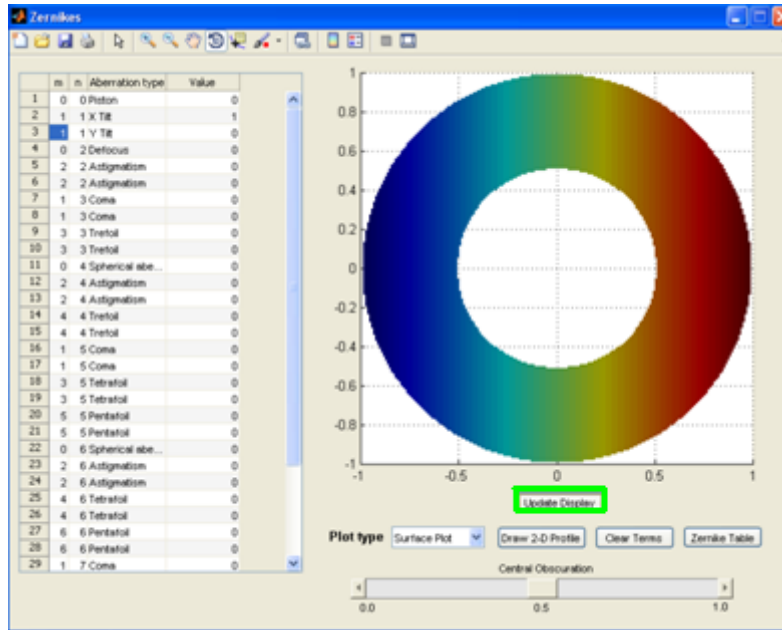 Zernikes
m n Aberration type Value
1 0 0 Piston 0
2 1 1 X Tilt 1
3 1 1 Y Tilt 0
4 0 2 Defocus 0
5 2 2 Astigmatism 0
6 2 2 Astigmatism 0
7 1 3 Coma 0
8 1 3 Coma 0
9 3 3 Trefoil 0
10 3 3 Trefoil 0
11 0 4 Spherical abe... 0
12 2 4 Astigmatism 0
13 2 4 Astigmatism 0
14 4 4 Trefoil 0
15 4 4 Trefoil 0
16 1 5 Coma 0
17 1 5 Coma 0
18 3 5 Tetrafoil 0
19 3 5 Tetrafoil 0
20 5 5 Pentafoil 0
21 5 5 Pentafoil 0
22 0 6 Spherical abe... 0
23 2 6 Astigmatism 0
24 2 6 Astigmatism 0
25 4 6 Tetrafoil 0
26 4 6 Tetrafoil 0
27 6 6 Pentafoil 0
28 6 6 Pentafoil 0
29 1 7 Coma 0
1
0.8
0.6
0.4
0.2
0
-0.2
-0.4
-0.6
-0.8
-1
-1 -0.5 0 0.5 1
Update Display
Plot type Surface Plot Draw 2-D Profile Clear Terms Zernike Table
Central Obscuration
0.0 0.5 1.0